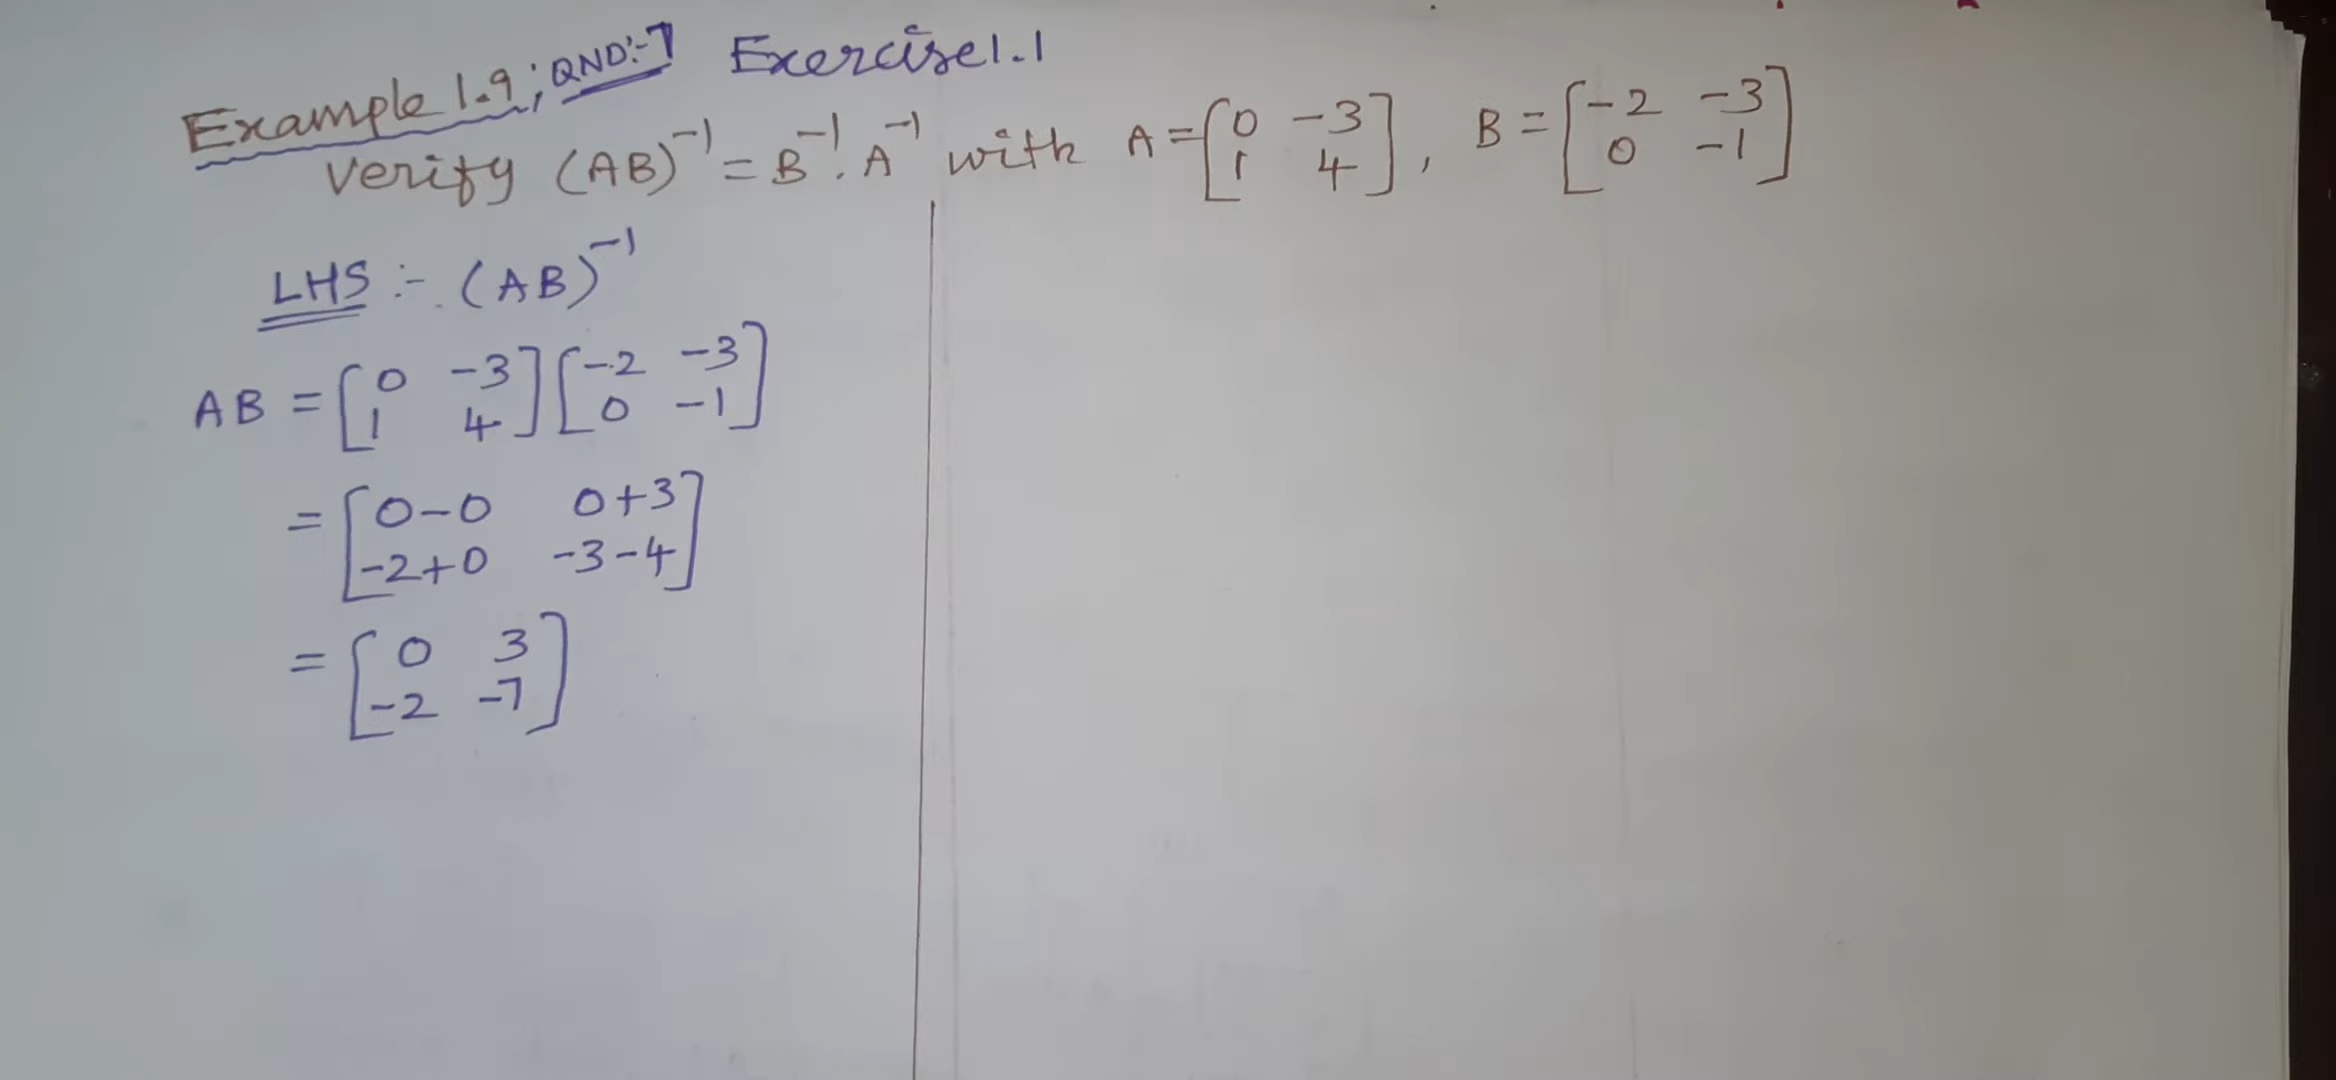 Example 1.9; QNO:-7 Exercise 1.1
Verify (AB)⁻¹ = B⁻¹. A⁻¹ with A = [0 -3; 1 4], B = [-2 -3; 0 -1]
LHS :- (AB)⁻¹
AB = [0 -3; 1 4] [-2 -3; 0 -1]
= [0-0 0+3; -2+0 -3-4]
= [0 3; -2 -7]